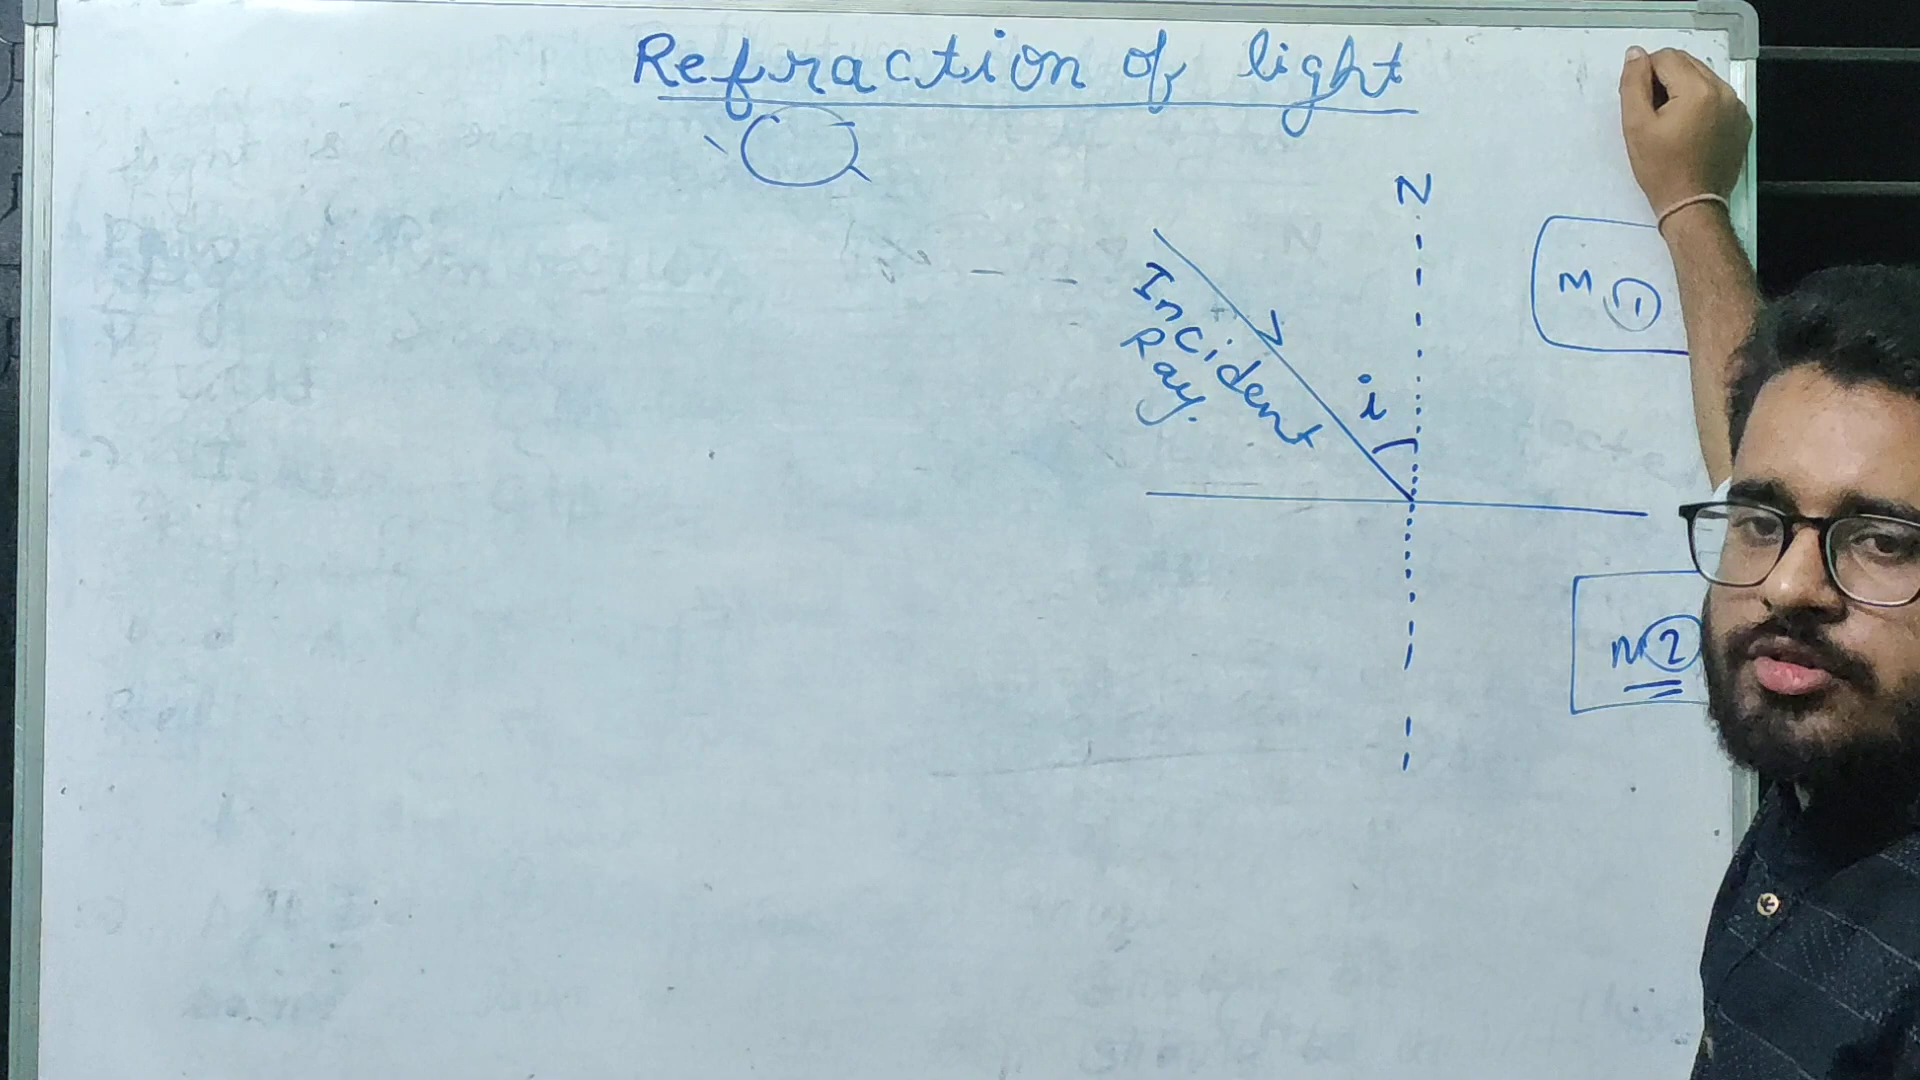 Refraction of light
N
M 1
Incident
Ray.
i
M 2